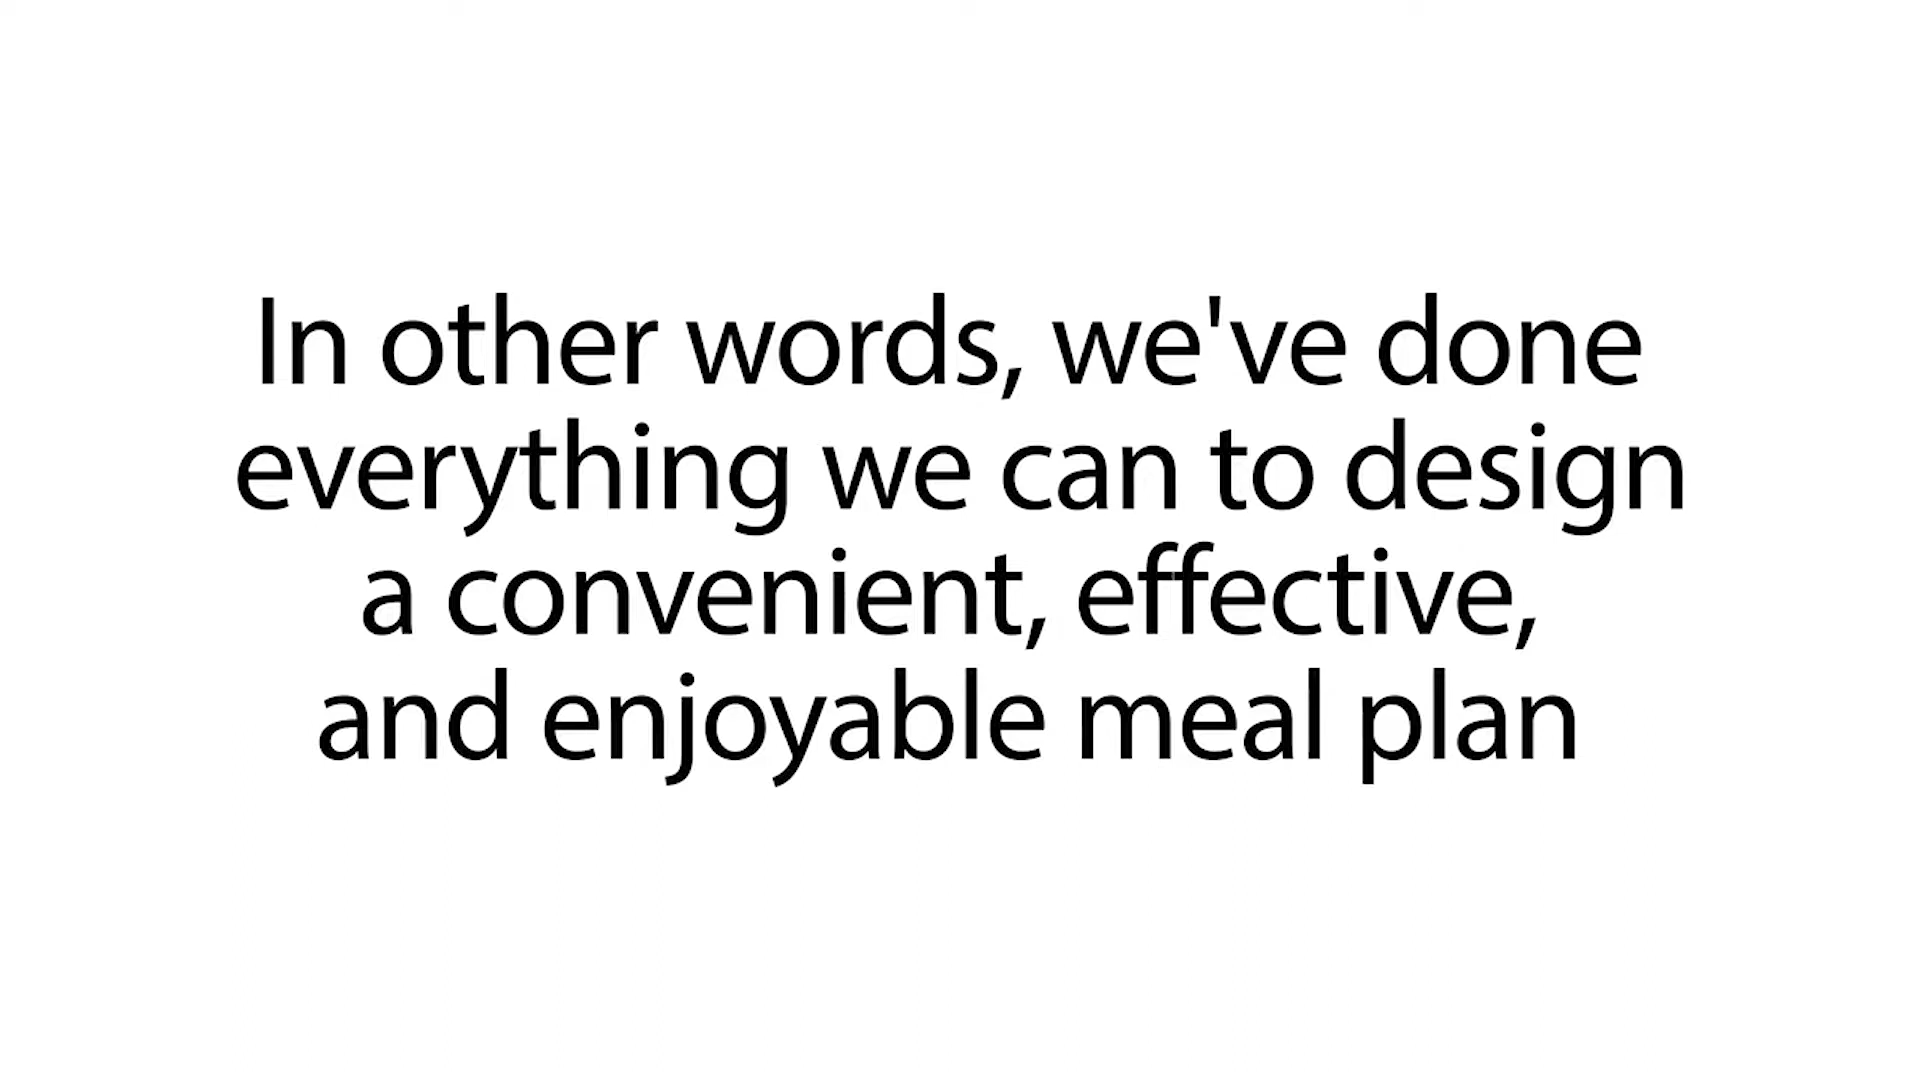 In other words, we've done
everything we can to design
a convenient, effective,
and enjoyable meal plan